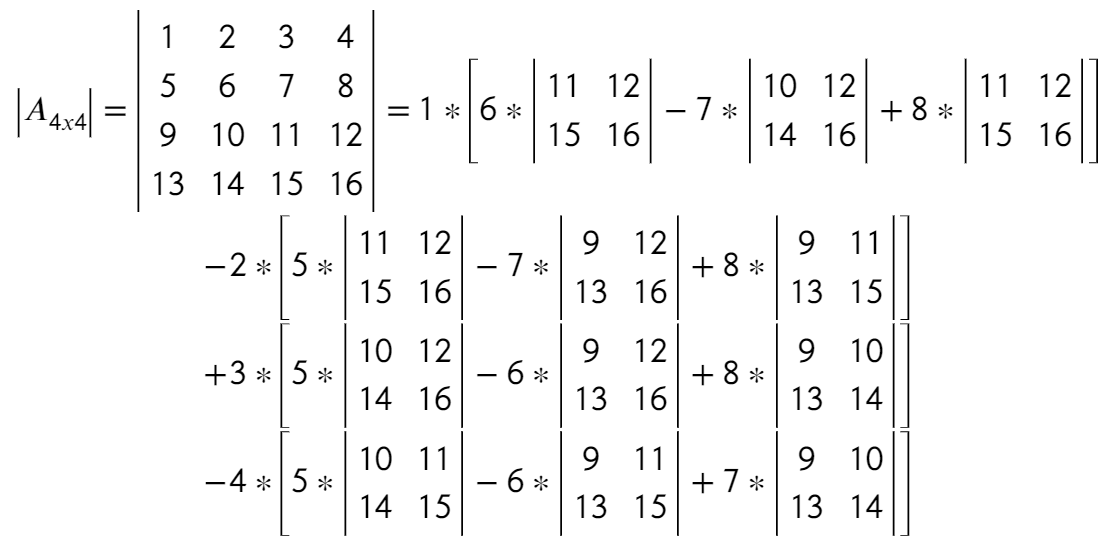 |A₄ₓ₄| = | 1 2 3 4 ; 5 6 7 8 ; 9 10 11 12 ; 13 14 15 16 | = 1 * [ 6 * | 11 12 ; 15 16 | − 7 * | 10 12 ; 14 16 | + 8 * | 11 12 ; 15 16 | ]
−2 * [ 5 * | 11 12 ; 15 16 | − 7 * | 9 12 ; 13 16 | + 8 * | 9 11 ; 13 15 | ]
+3 * [ 5 * | 10 12 ; 14 16 | − 6 * | 9 12 ; 13 16 | + 8 * | 9 10 ; 13 14 | ]
−4 * [ 5 * | 10 11 ; 14 15 | − 6 * | 9 11 ; 13 15 | + 7 * | 9 10 ; 13 14 | ]